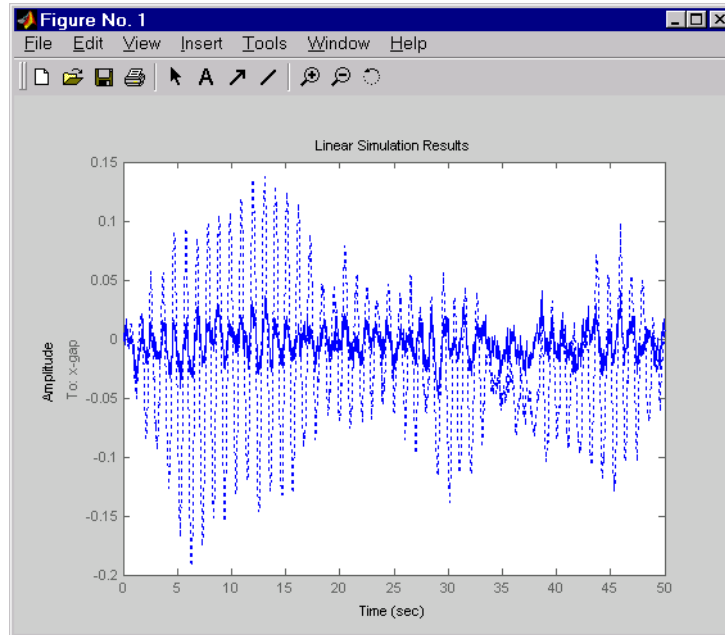 Figure No. 1
File Edit View Insert Tools Window Help
A
Linear Simulation Results
0.15
0.1
0.05
0
-0.05
-0.1
-0.15
-0.2
Amplitude
To: x-gap
0 5 10 15 20 25 30 35 40 45 50
Time (sec)